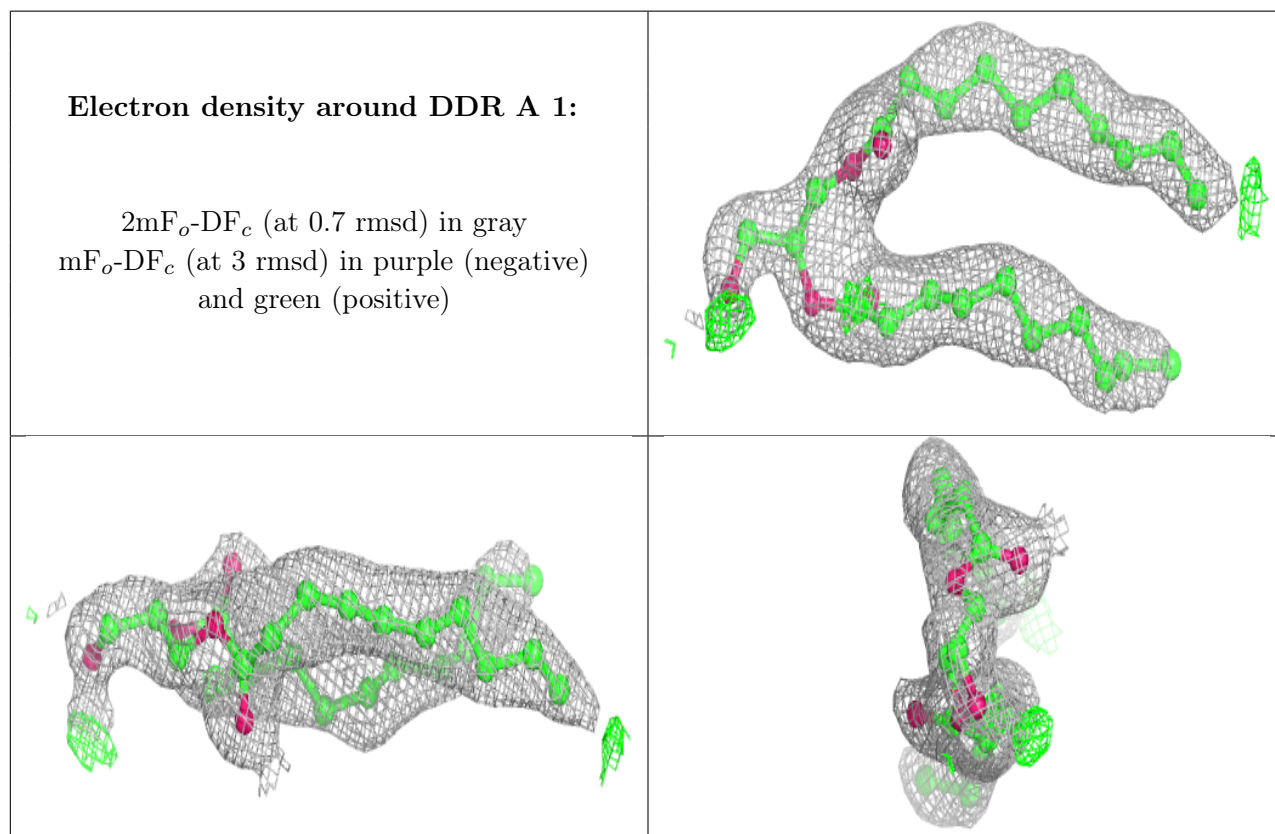 Electron density around DDR A 1:
2mFₒ-DF𝒸 (at 0.7 rmsd) in gray
mFₒ-DF𝒸 (at 3 rmsd) in purple (negative)
and green (positive)